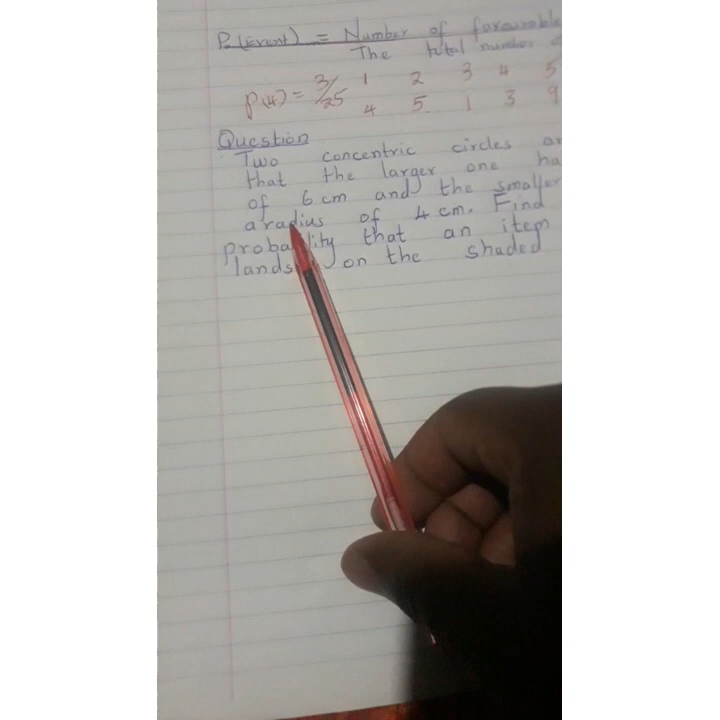 P(Event) = Number of favourable
The total number
P(4) = 3/25 1 2 3 4 5
4 5 1 3 9
Question
Two concentric circles ar
that the larger one ha
of 6 cm and the smaller
a radius of 4 cm. Find
probability that an item
lands on the shaded